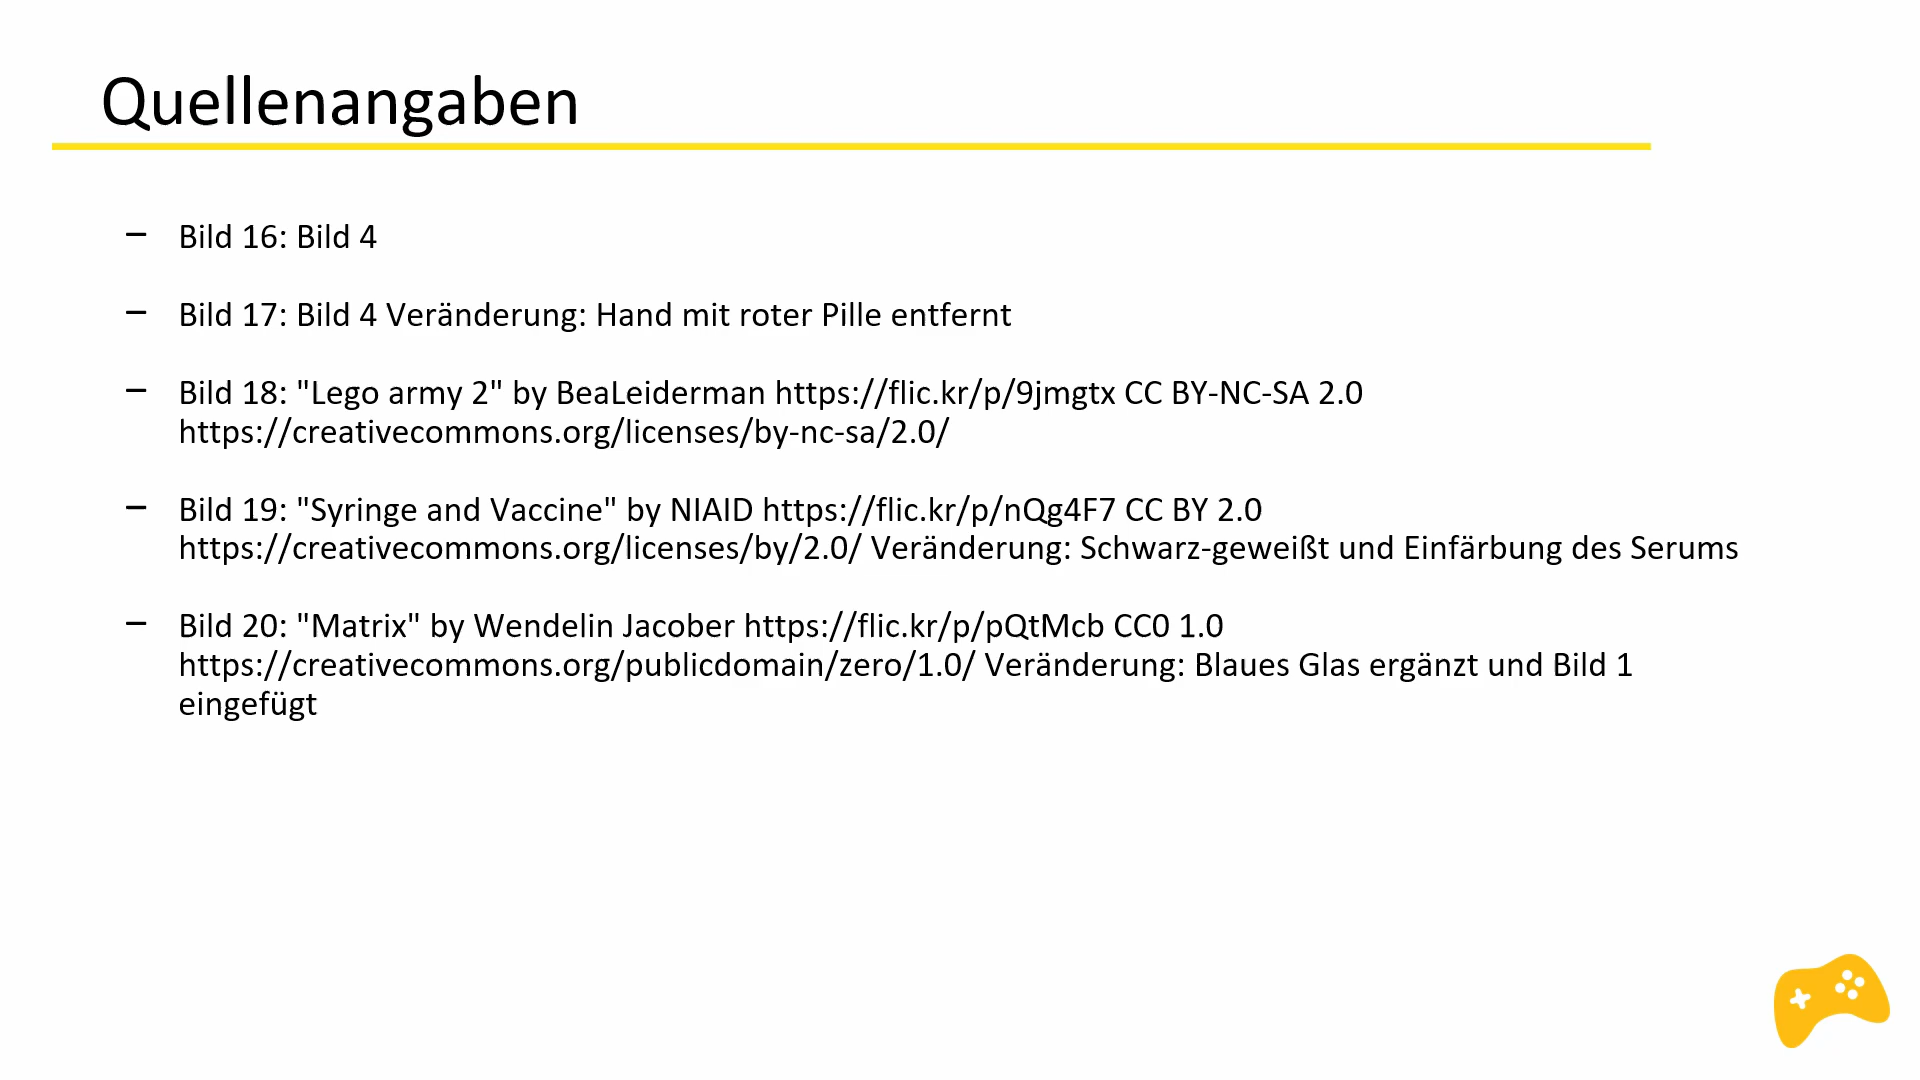 Quellenangaben
– Bild 16: Bild 4
– Bild 17: Bild 4 Veränderung: Hand mit roter Pille entfernt
– Bild 18: "Lego army 2" by BeaLeiderman https://flic.kr/p/9jmgtx CC BY-NC-SA 2.0
https://creativecommons.org/licenses/by-nc-sa/2.0/
– Bild 19: "Syringe and Vaccine" by NIAID https://flic.kr/p/nQg4F7 CC BY 2.0
https://creativecommons.org/licenses/by/2.0/ Veränderung: Schwarz-geweißt und Einfärbung des Serums
– Bild 20: "Matrix" by Wendelin Jacober https://flic.kr/p/pQtMcb CC0 1.0
https://creativecommons.org/publicdomain/zero/1.0/ Veränderung: Blaues Glas ergänzt und Bild 1
eingefügt